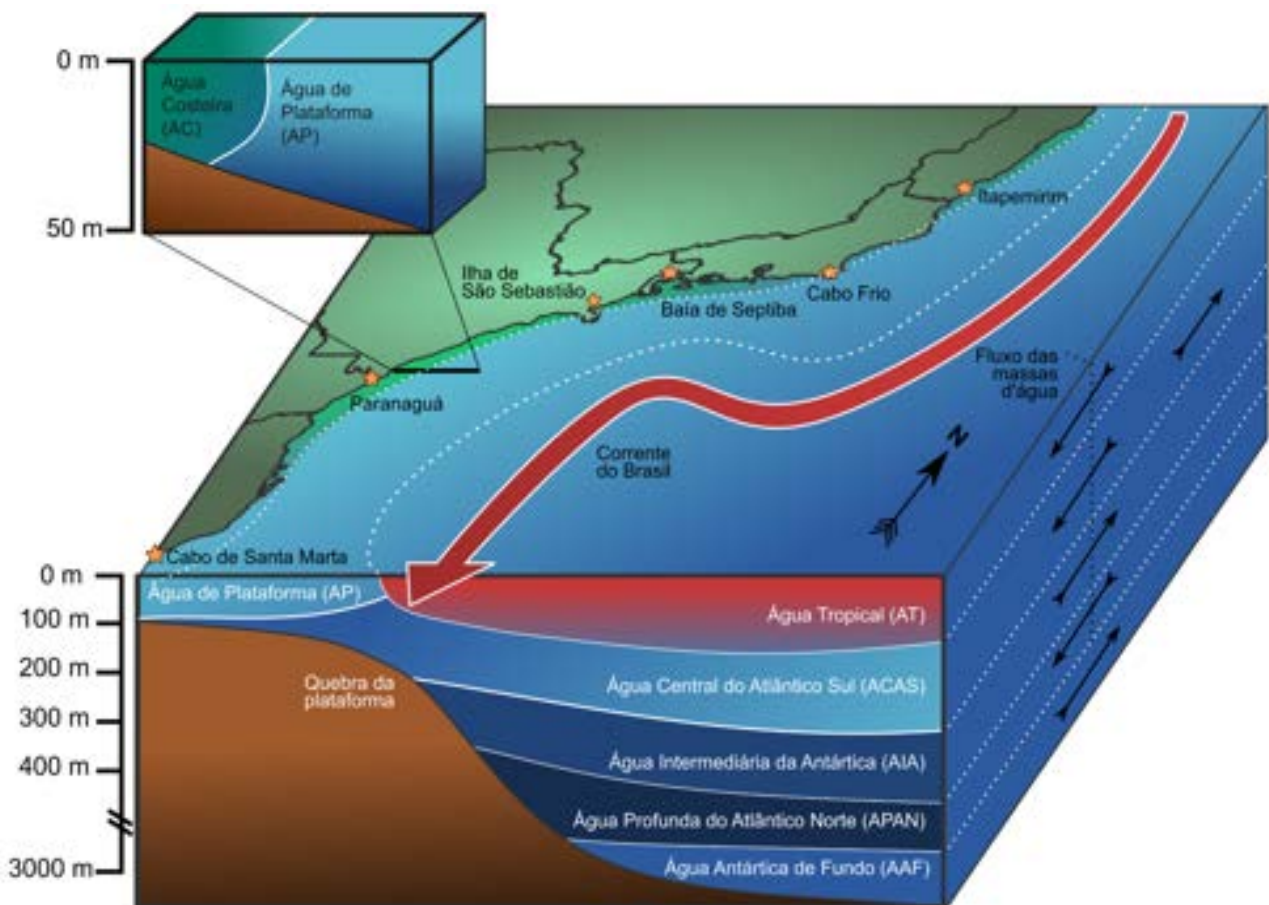 0 m
50 m
Água
Costeira
(AC)
Água de
Plataforma
(AP)
Itapemirim
Ilha de
São Sebastião
Baía de Septiba
Cabo Frio
Paranaguá
Fluxo das
massas
d'água
Corrente
do Brasil
N
Cabo de Santa Marta
0 m
100 m
200 m
300 m
400 m
3000 m
Água de Plataforma (AP)
Água Tropical (AT)
Quebra da
plataforma
Água Central do Atlântico Sul (ACAS)
Água Intermediária da Antártica (AIA)
Água Profunda do Atlântico Norte (APAN)
Água Antártica de Fundo (AAF)